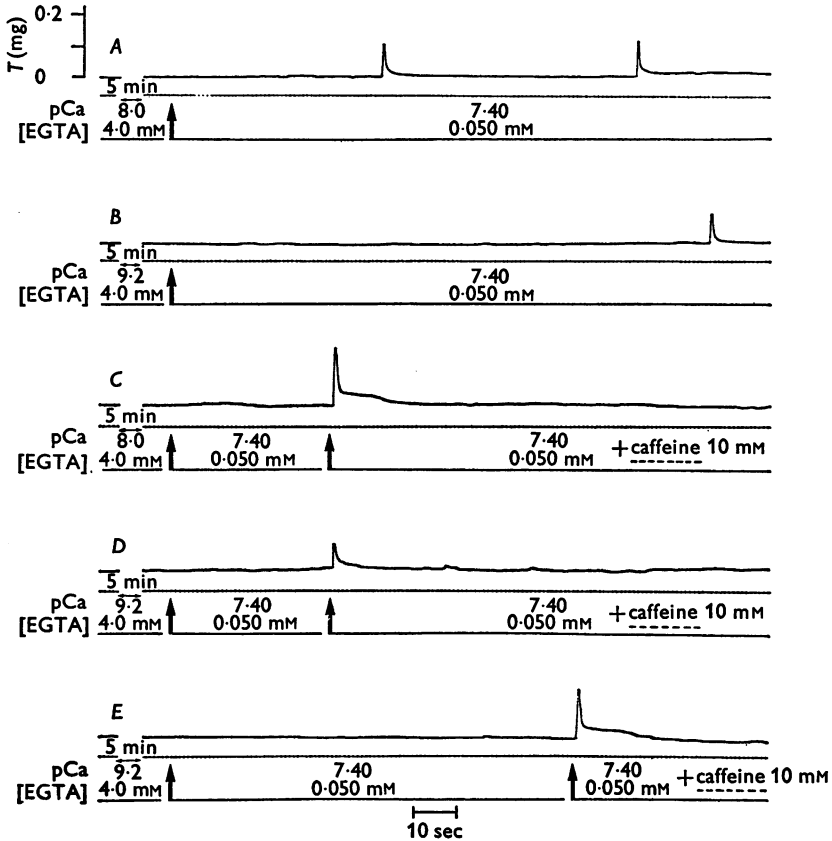 T (mg)
0·2
0
A
5 min
pCa 8·0 7·40
[EGTA] 4·0 mM 0·050 mM
B
5 min
pCa 9·2 7·40
[EGTA] 4·0 mM 0·050 mM
C
5 min
pCa 8·0 7·40 7·40
[EGTA]. 4·0 mM 0·050 mM 0·050 mM +caffeine 10 mM
D
5 min
pCa 9·2 7·40 7·40
[EGTA] 4·0 mM 0·050 mM 0·050 mM +caffeine 10 mM
E
5 min
pCa 9·2 7·40 7·40
[EGTA] 4·0 mM 0·050 mM 0·050 mM +caffeine 10 mM
10 sec